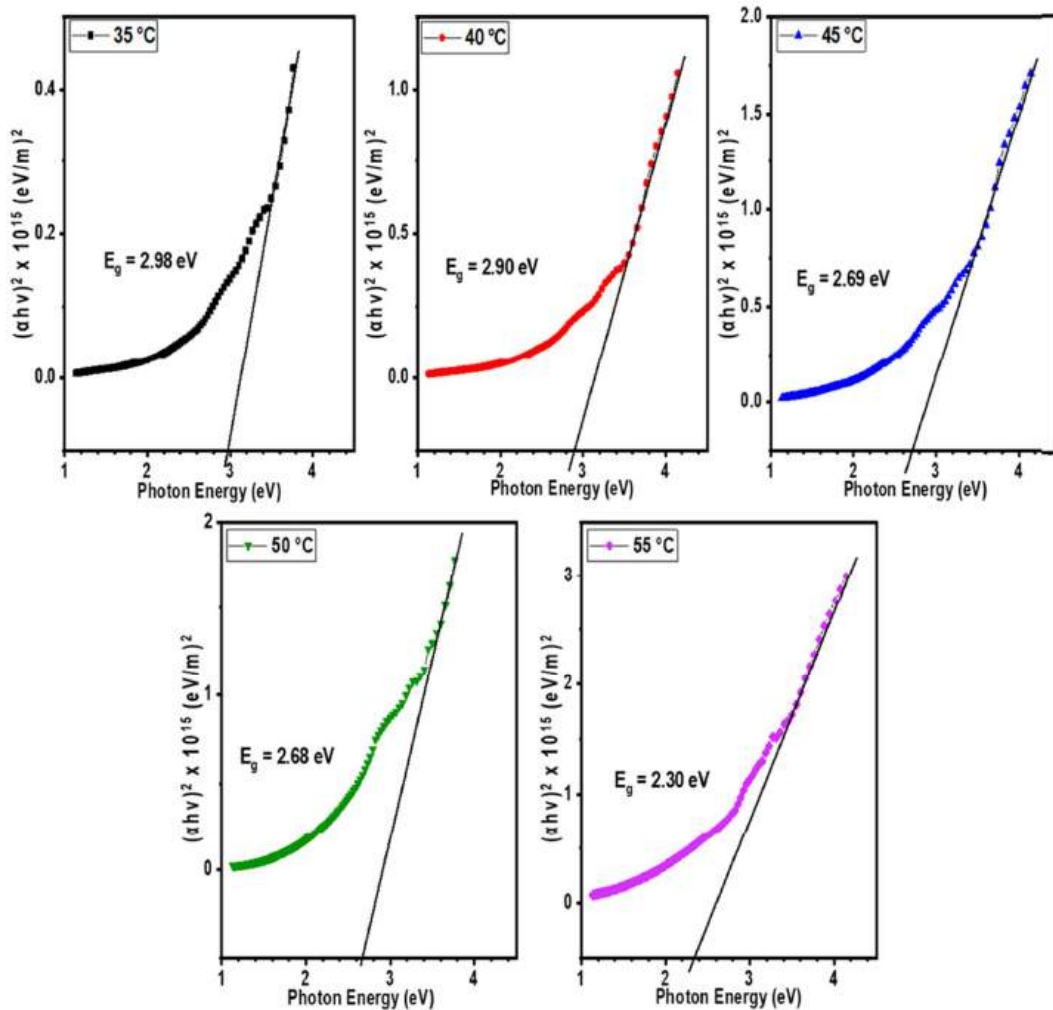 35 °C
(αhν)² x 10¹⁵ (eV/m)²
0.4
0.2
0.0
E_g = 2.98 eV
1 2 3 4
Photon Energy (eV)
40 °C
(αhν)² x 10¹⁵ (eV/m)²
1.0
0.5
0.0
E_g = 2.90 eV
1 2 3 4
Photon Energy (eV)
45 °C
(αhν)² x 10¹⁵ (eV/m)²
2.0
1.5
1.0
0.5
0.0
E_g = 2.69 eV
1 2 3 4
Photon Energy (eV)
50 °C
(αhν)² x 10¹⁵ (eV/m)²
2
1
0
E_g = 2.68 eV
1 2 3 4
Photon Energy (eV)
55 °C
(αhν)² x 10¹⁵ (eV/m)²
3
2
1
0
E_g = 2.30 eV
1 2 3 4
Photon Energy (eV)